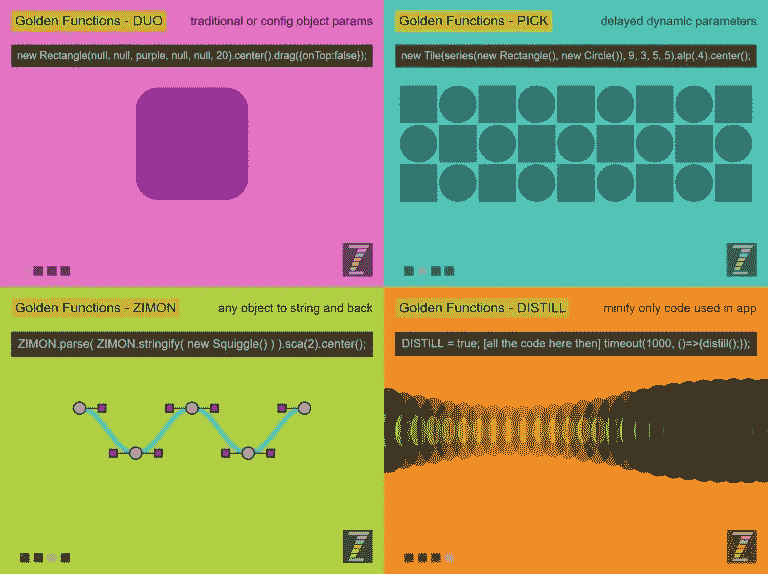 Golden Functions - DUO
traditional or config object params
new Rectangle(null, null, purple, null, null, 20).center().drag({onTop:false});
Golden Functions - PICK
delayed dynamic parameters
new Tile(series(new Rectangle(), new Circle()), 9, 3, 5, 5).alp(.4).center();
Golden Functions - ZIMON
any object to string and back
ZIMON.parse( ZIMON.stringify( new Squiggle() ) ).sca(2).center();
Golden Functions - DISTILL
minify only code used in app
DISTILL = true; [all the code here then] timeout(1000, ()=>{distill();});